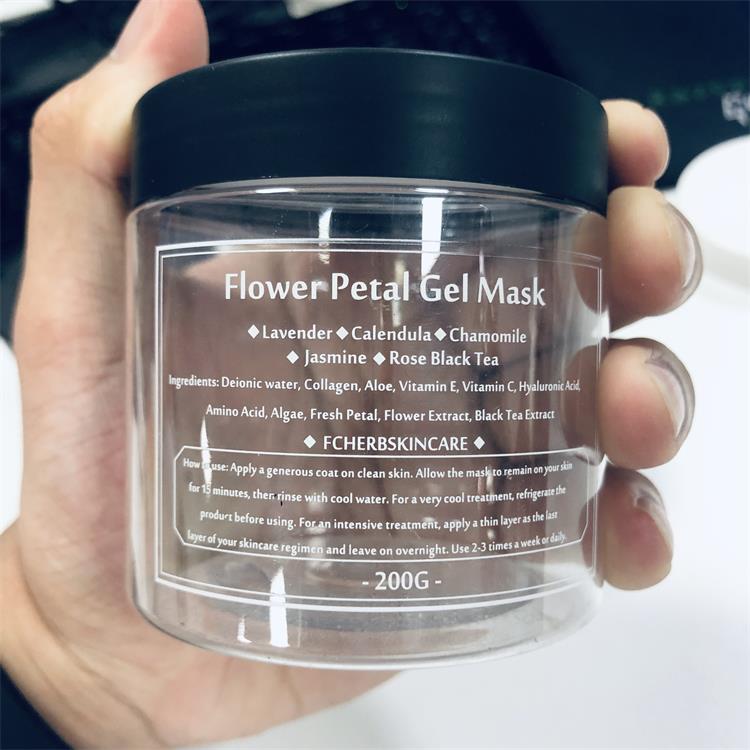 Flower Petal Gel Mask
◆Lavender◆Calendula◆Chamomile
◆ Jasmine ◆Rose Black Tea
Ingredients: Deionic water, Collagen, Aloe, Vitamin E, Vitamin C, Hyaluronic Acid,
Amino Acid, Algae, Fresh Petal, Flower Extract, Black Tea Extract
◆ FCHERBSKINCARE ◆
How to use: Apply a generous coat on clean skin. Allow the mask to remain on your skin
for 15 minutes, then rinse with cool water. For a very cool treatment, refrigerate the
product before using. For an intensive treatment, apply a thin layer as the last
layer of your skincare regimen and leave on overnight. Use 2-3 times a week or daily.
- 200G -